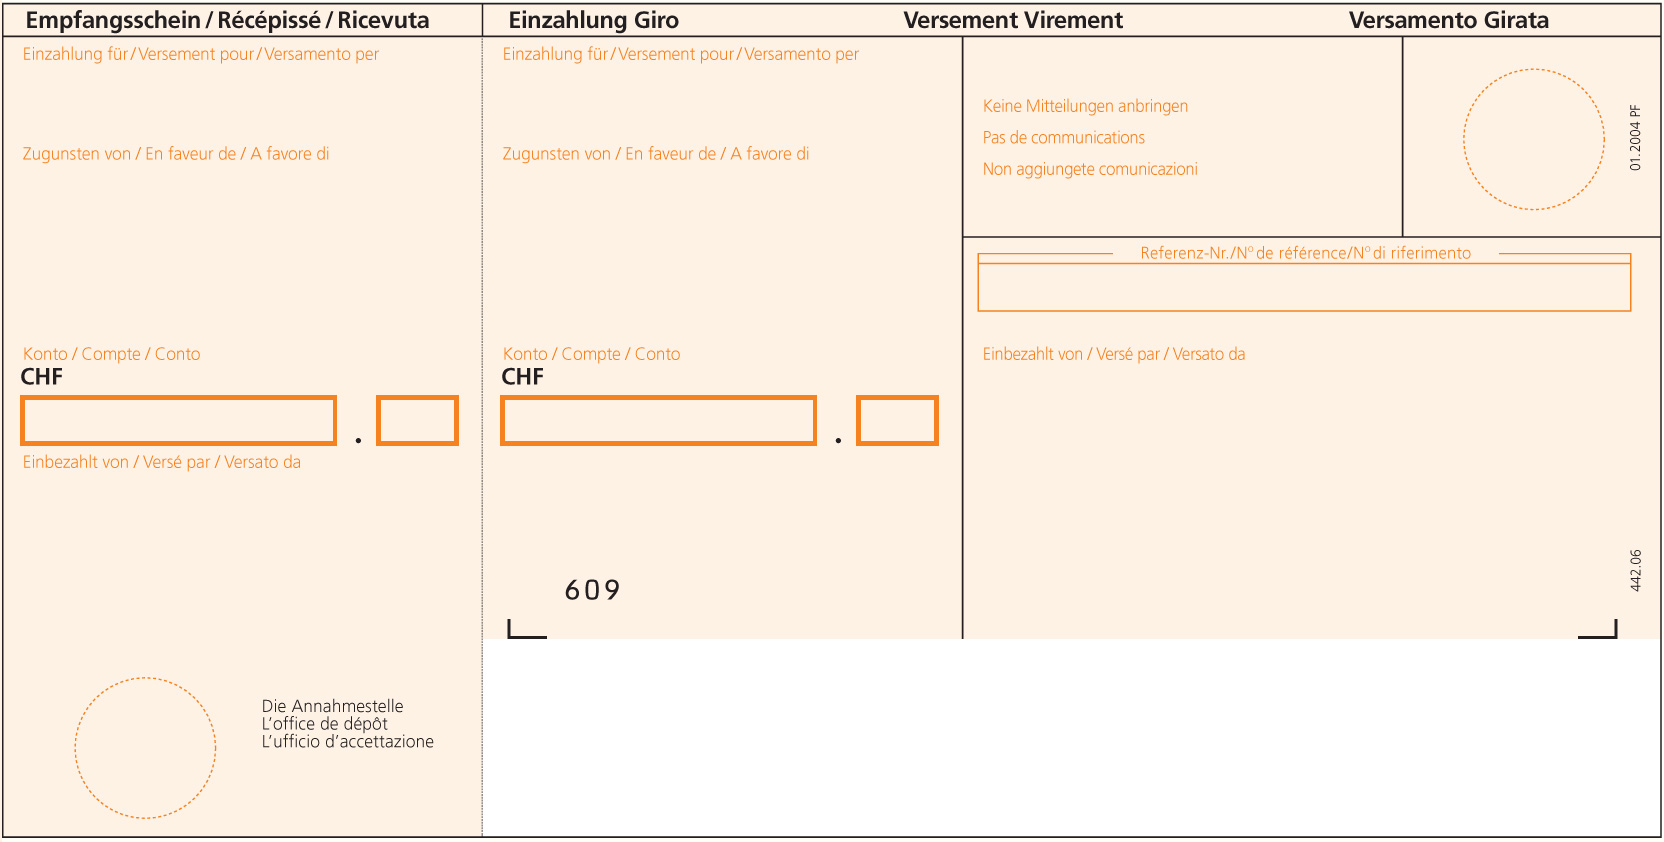 Empfangsschein / Récépissé / Ricevuta
Einzahlung für / Versement pour / Versamento per
Zugunsten von / En faveur de / A favore di
Konto / Compte / Conto
CHF
.
Einbezahlt von / Versé par / Versato da
Die Annahmestelle
L’office de dépôt
L’ufficio d’accettazione
Einzahlung Giro Versement Virement Versamento Girata
Einzahlung für / Versement pour / Versamento per
Zugunsten von / En faveur de / A favore di
Konto / Compte / Conto
CHF
.
609
Keine Mitteilungen anbringen
Pas de communications
Non aggiungete comunicazioni
01.2004 PF
Referenz-Nr./Nº de référence/Nº di riferimento
Einbezahlt von / Versé par / Versato da
442.06